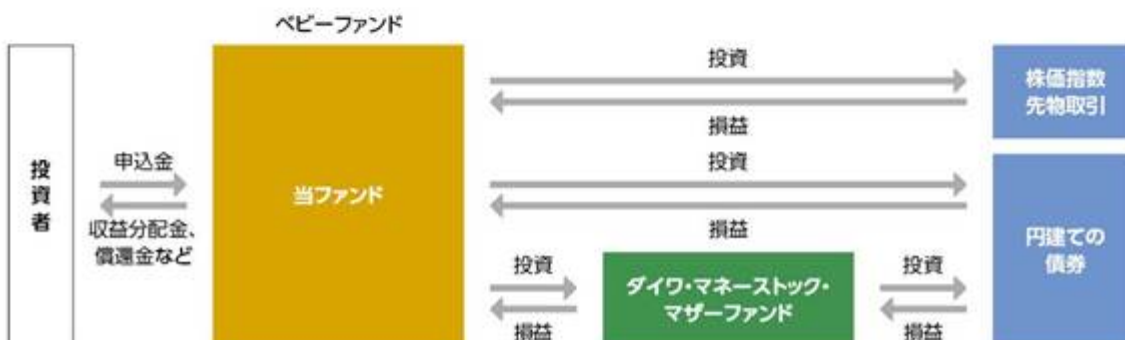 ベビーファンド
投資
株価指数
先物取引
損益
投資者
申込金
収益分配金、
償還金など
当ファンド
投資
損益
円建ての
債券
投資
損益
ダイワ・マネーストック・
マザーファンド
投資
損益